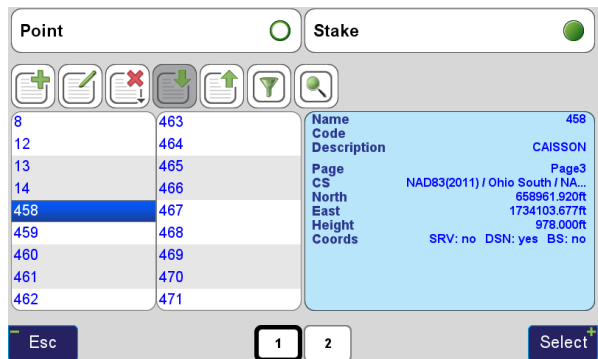 Point
Stake
8
12
13
14
458
459
460
461
462
463
464
465
466
467
468
469
470
471
Name 458
Code
Description CAISSON
Page Page3
CS NAD83(2011) / Ohio South / NA...
North 658961.920ft
East 1734103.677ft
Height 978.000ft
Coords SRV: no DSN: yes BS: no
Esc
1
2
Select